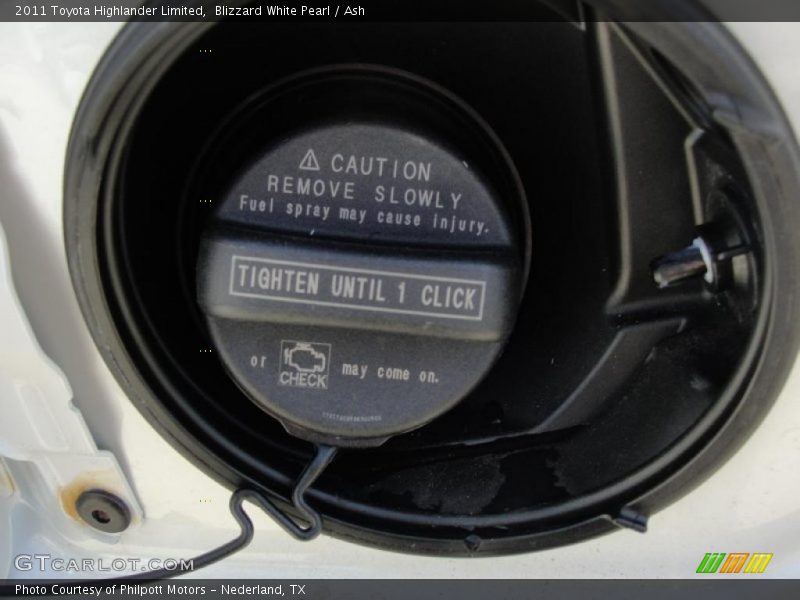 2011 Toyota Highlander Limited,  Blizzard White Pearl / Ash
CAUTION
REMOVE SLOWLY
Fuel spray may cause injury.
TIGHTEN UNTIL 1 CLICK
or CHECK may come on.
GTCARLOT.COM
Photo Courtesy of Philpott Motors - Nederland, TX